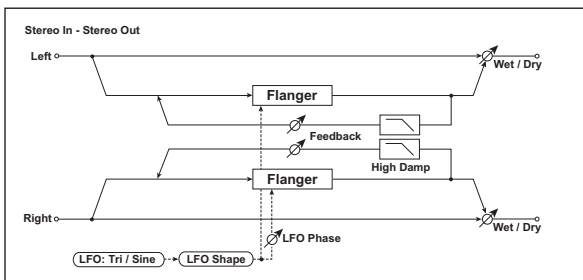 Stereo In - Stereo Out
Left
Wet / Dry
Flanger
Feedback
High Damp
Flanger
Right
Wet / Dry
LFO Phase
LFO: Tri / Sine
LFO Shape